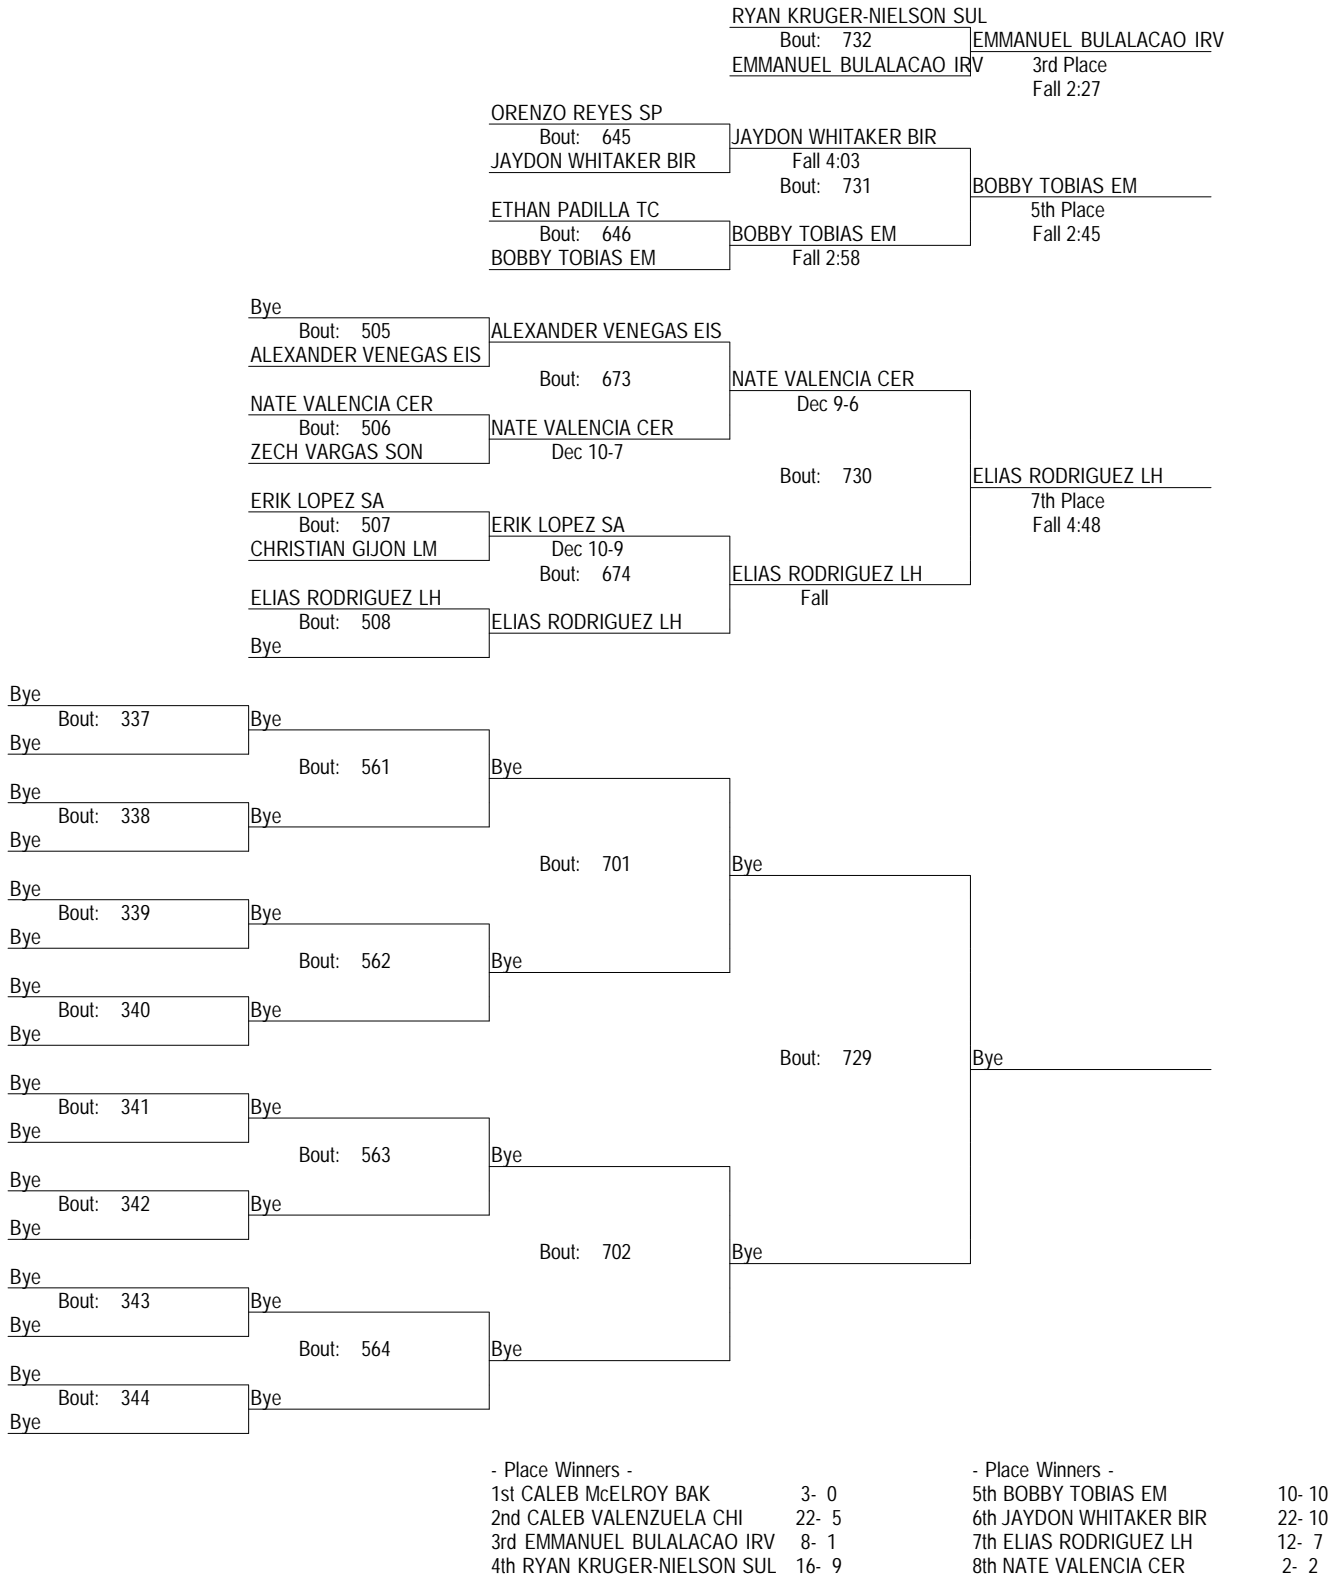 RYAN KRUGER-NIELSON SUL
Bout: 732
EMMANUEL BULALACAO IRV
EMMANUEL BULALACAO IRV
3rd Place
Fall 2:27
ORENZO REYES SP
Bout: 645
JAYDON WHITAKER BIR
JAYDON WHITAKER BIR
Fall 4:03
Bout: 731
BOBBY TOBIAS EM
5th Place
Fall 2:45
ETHAN PADILLA TC
Bout: 646
BOBBY TOBIAS EM
BOBBY TOBIAS EM
Fall 2:58
Bye
Bout: 505
ALEXANDER VENEGAS EIS
ALEXANDER VENEGAS EIS
Bout: 673
NATE VALENCIA CER
Dec 9-6
NATE VALENCIA CER
Bout: 506
ZECH VARGAS SON
NATE VALENCIA CER
Dec 10-7
Bout: 730
ELIAS RODRIGUEZ LH
7th Place
Fall 4:48
ERIK LOPEZ SA
Bout: 507
CHRISTIAN GIJON LM
ERIK LOPEZ SA
Dec 10-9
Bout: 674
ELIAS RODRIGUEZ LH
Fall
ELIAS RODRIGUEZ LH
Bout: 508
Bye
ELIAS RODRIGUEZ LH
Bye
Bout: 337
Bye
Bye
Bout: 561
Bye
Bye
Bout: 338
Bye
Bye
Bout: 701
Bye
Bye
Bout: 339
Bye
Bye
Bout: 562
Bye
Bye
Bout: 340
Bye
Bye
Bout: 729
Bye
Bye
Bout: 341
Bye
Bye
Bout: 563
Bye
Bye
Bout: 342
Bye
Bye
Bout: 702
Bye
Bye
Bout: 343
Bye
Bye
Bout: 564
Bye
Bye
Bout: 344
Bye
Bye
- Place Winners -
1st CALEB McELROY BAK 3- 0
2nd CALEB VALENZUELA CHI 22- 5
3rd EMMANUEL BULALACAO IRV 8- 1
4th RYAN KRUGER-NIELSON SUL 16- 9
- Place Winners -
5th BOBBY TOBIAS EM 10- 10
6th JAYDON WHITAKER BIR 22- 10
7th ELIAS RODRIGUEZ LH 12- 7
8th NATE VALENCIA CER 2- 2